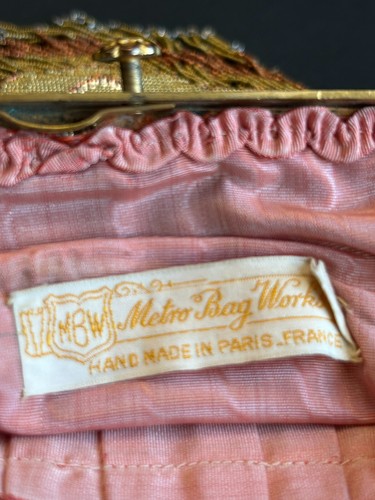 MBW Metro Bag Works
HAND MADE IN PARIS-FRANCE